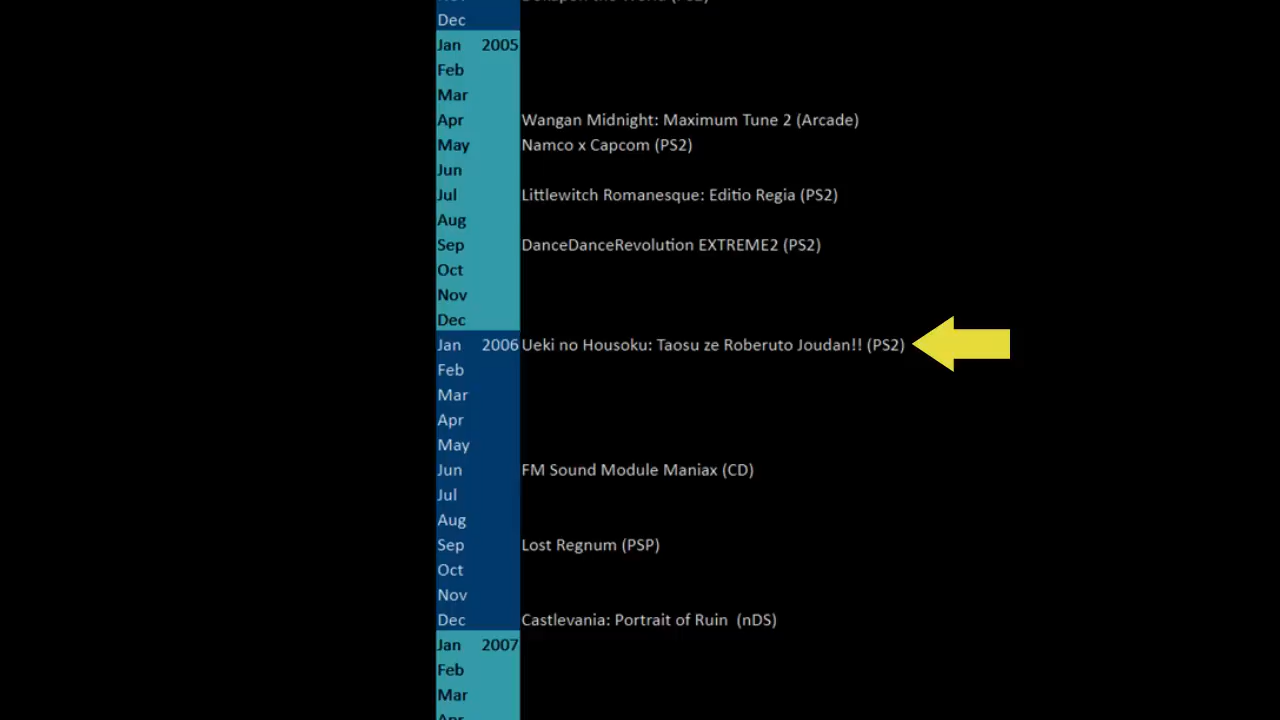 Dec
Jan 2005
Feb
Mar
Apr Wangan Midnight: Maximum Tune 2 (Arcade)
May Namco x Capcom (PS2)
Jun
Jul Littlewitch Romanesque: Editio Regia (PS2)
Aug
Sep DanceDanceRevolution EXTREME2 (PS2)
Oct
Nov
Dec
Jan 2006 Ueki no Housoku: Taosu ze Roberuto Joudan!! (PS2)
Feb
Mar
Apr
May
Jun FM Sound Module Maniax (CD)
Jul
Aug
Sep Lost Regnum (PSP)
Oct
Nov
Dec Castlevania: Portrait of Ruin (nDS)
Jan 2007
Feb
Mar